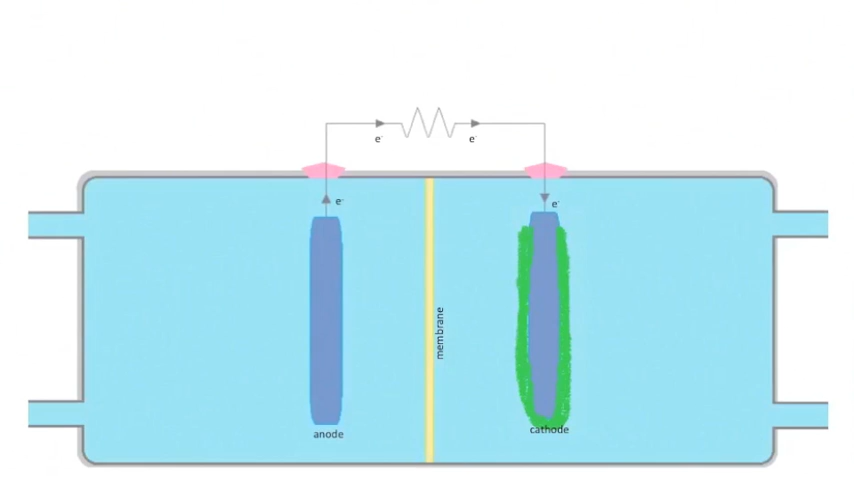 e-
e-
e-
e-
membrane
anode
cathode